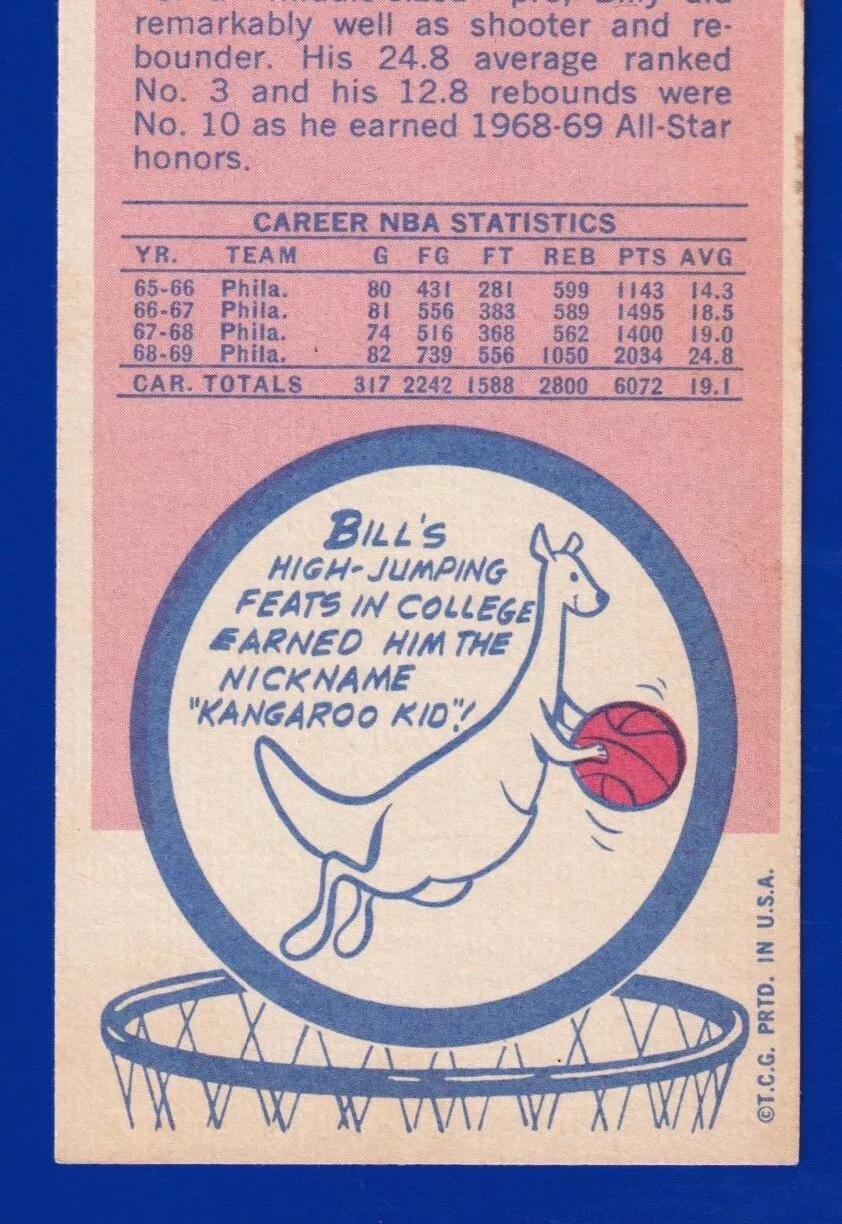 remarkably well as shooter and re-
bounder. His 24.8 average ranked
No. 3 and his 12.8 rebounds were
No. 10 as he earned 1968-69 All-Star
honors.
CAREER NBA STATISTICS
YR. TEAM G FG FT REB PTS AVG
65-66 Phila. 80 431 281 599 1143 14.3
66-67 Phila. 81 556 383 589 1495 18.5
67-68 Phila. 74 516 368 562 1400 19.0
68-69 Phila. 82 739 556 1050 2034 24.8
CAR. TOTALS 317 2242 1588 2800 6072 19.1
BILL'S
HIGH-JUMPING
FEATS IN COLLEGE
EARNED HIM THE
NICKNAME
"KANGAROO KID"!
©T.C.G. PRTD. IN U.S.A.